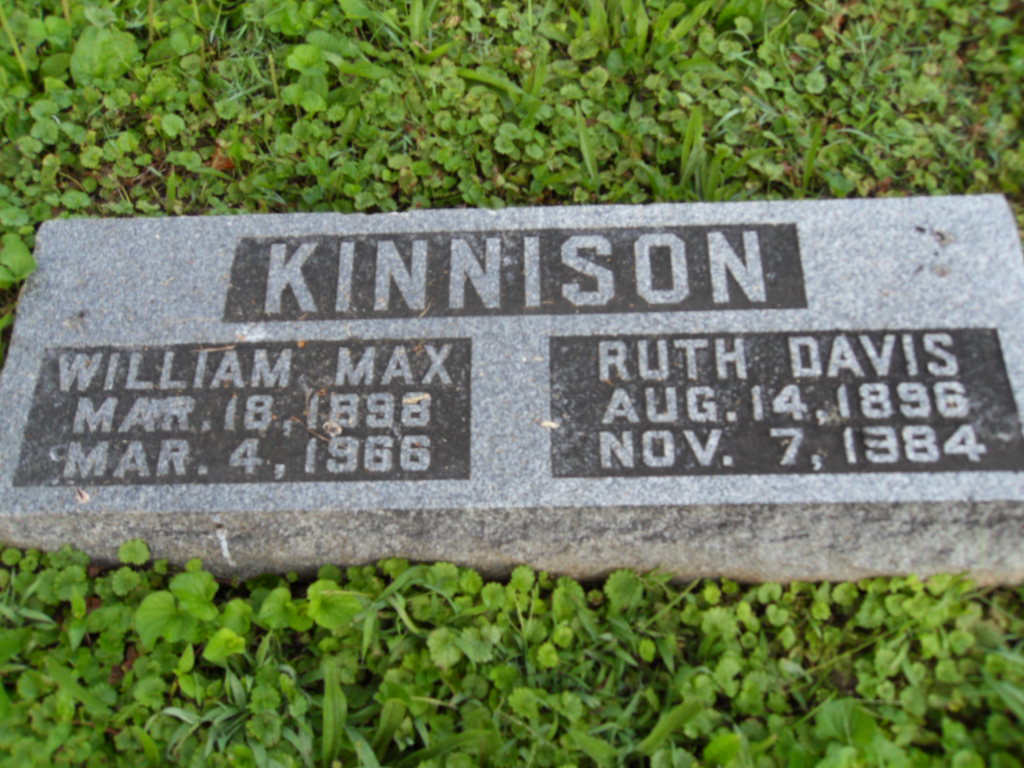 KINNISON
WILLIAM MAX
MAR. 18, 1898
MAR. 4, 1966
RUTH DAVIS
AUG. 14, 1896
NOV. 7, 1984